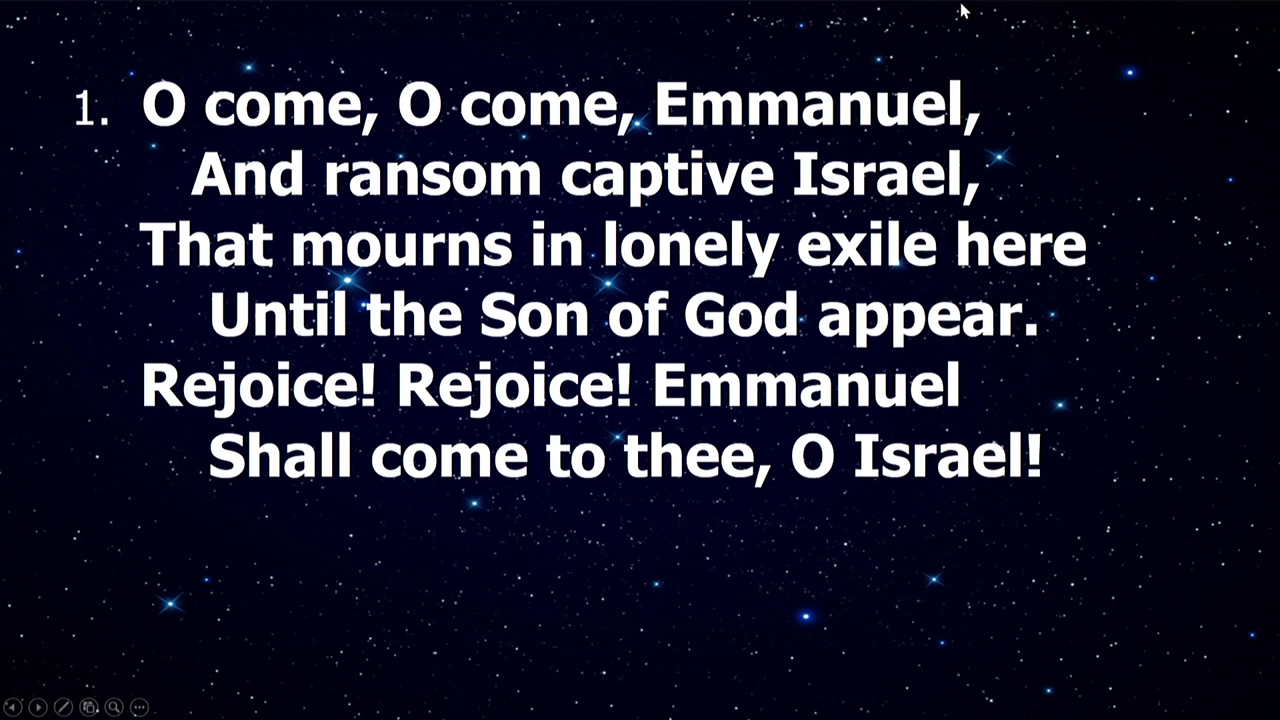 1. O come, O come, Emmanuel,
And ransom captive Israel,
That mourns in lonely exile here
Until the Son of God appear.
Rejoice! Rejoice! Emmanuel
Shall come to thee, O Israel!